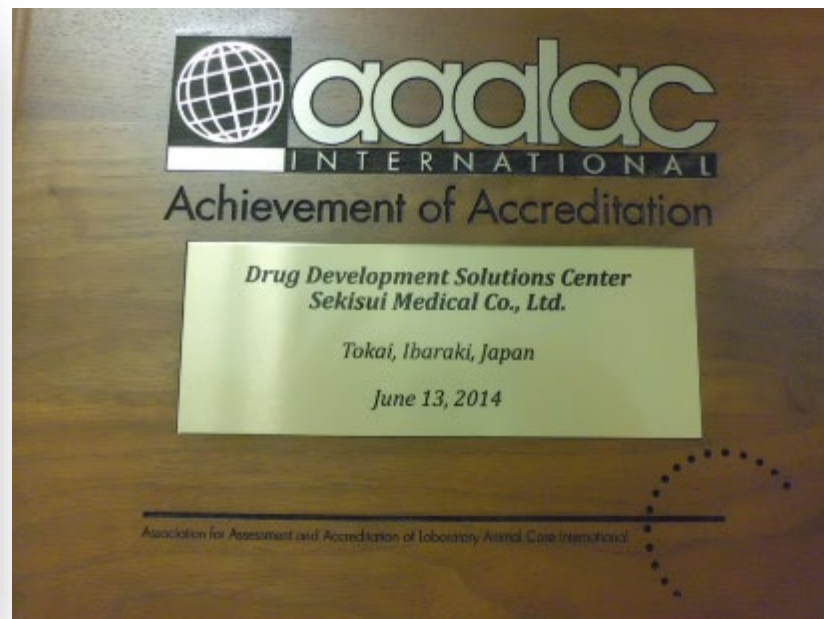 aaalac
INTERNATIONAL
Achievement of Accreditation
Drug Development Solutions Center
Sekisui Medical Co., Ltd.
Tokai, Ibaraki, Japan
June 13, 2014
Association for Assessment and Accreditation of Laboratory Animal Care International